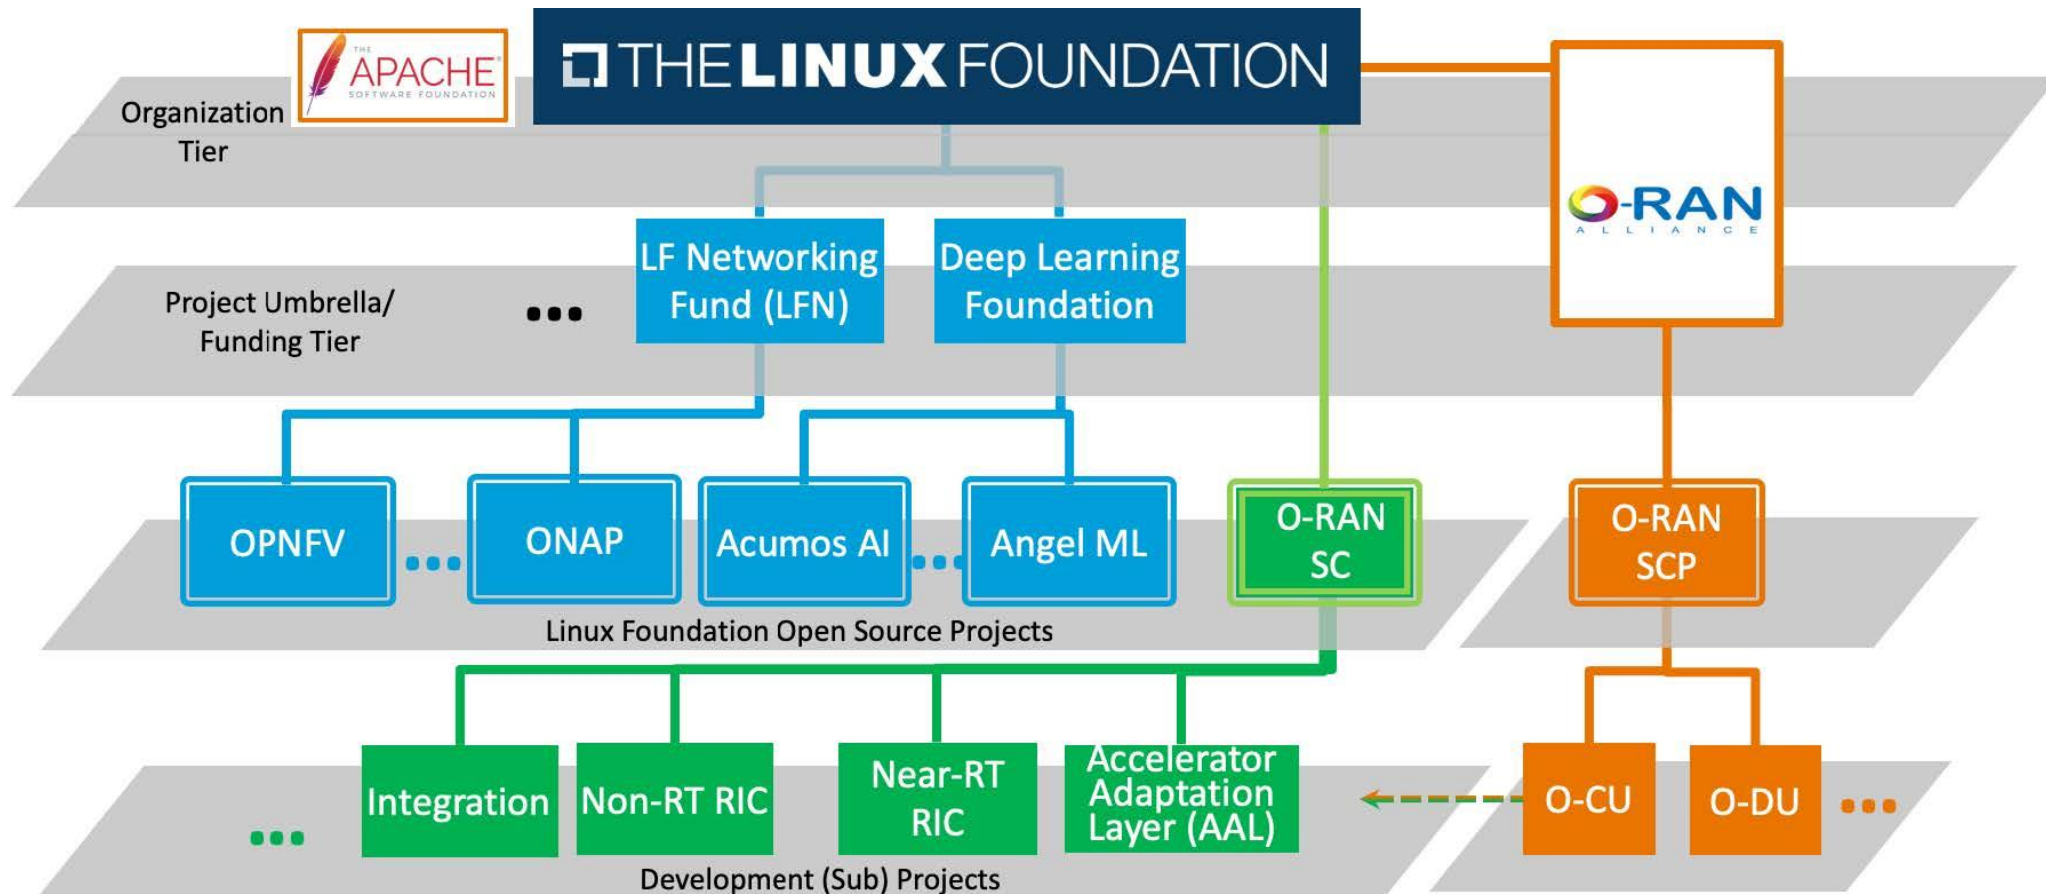 THE
APACHE®
SOFTWARE FOUNDATION
THE LINUX FOUNDATION
Organization
Tier
O-RAN
ALLIANCE
LF Networking
Fund (LFN)
Deep Learning
Foundation
Project Umbrella/
Funding Tier
...
OPNFV
...
ONAP
Acumos AI
...
Angel ML
O-RAN
SC
O-RAN
SCP
Linux Foundation Open Source Projects
...
Integration
Non-RT RIC
Near-RT
RIC
Accelerator
Adaptation
Layer (AAL)
O-CU
O-DU
...
Development (Sub) Projects